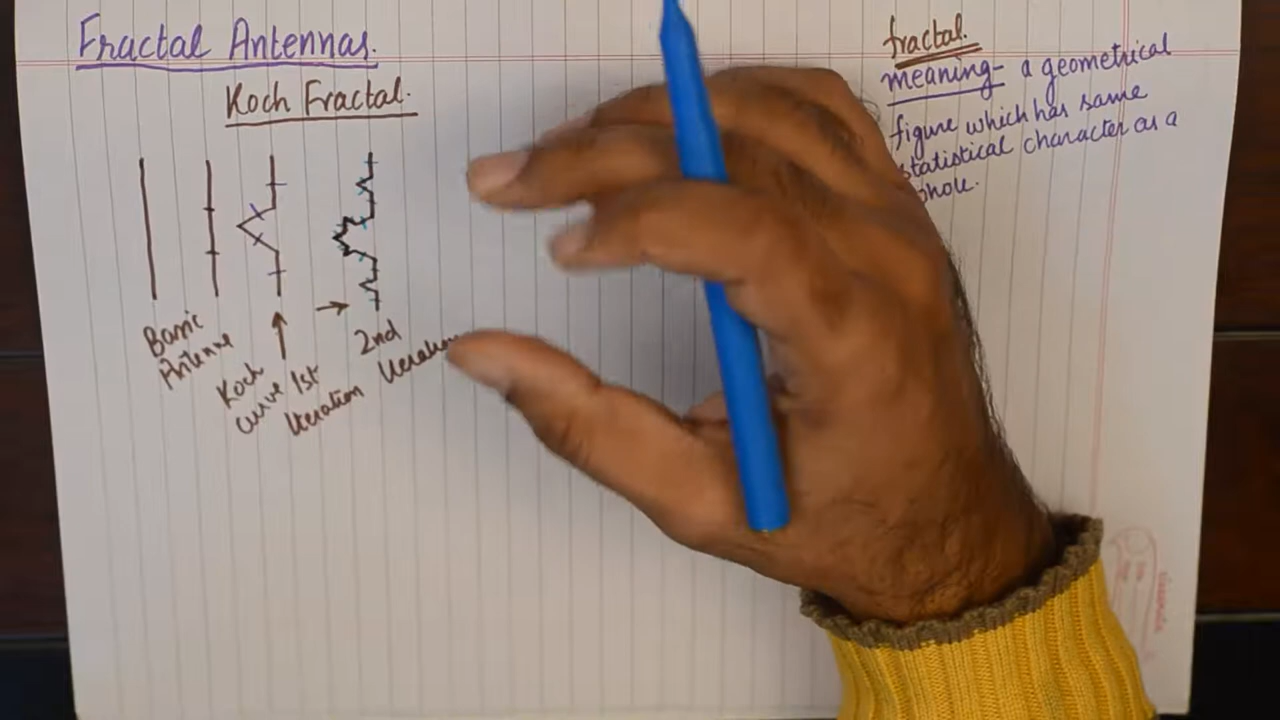 Fractal Antennas.
Koch Fractal.
fractal.
meaning- a geometrical
figure which has same
statistical character as a
Basic
Antenna
Koch
curve 1st
Iteration
2nd
Iteration